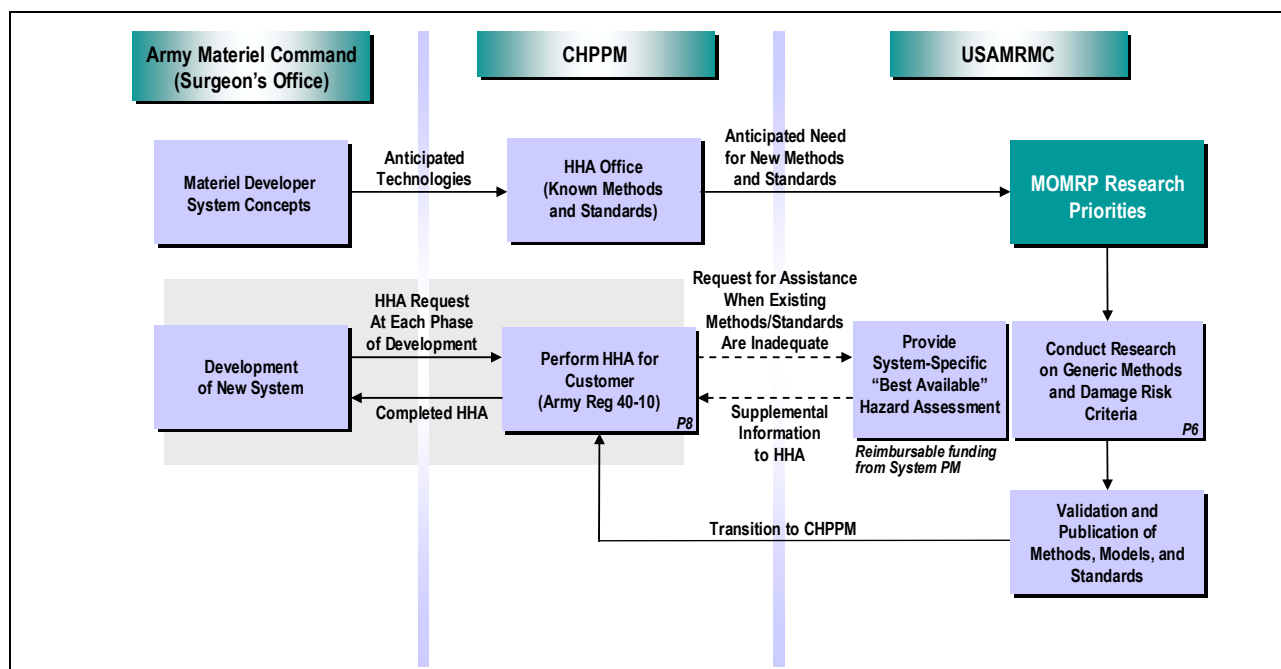 Army Materiel Command
(Surgeon's Office)
CHPPM
USAMRMC
Materiel Developer
System Concepts
Anticipated
Technologies
HHA Office
(Known Methods
and Standards)
Anticipated Need
for New Methods
and Standards
MOMRP Research
Priorities
Development
of New System
HHA Request
At Each Phase
of Development
Completed HHA
Perform HHA for
Customer
(Army Reg 40-10)
P8
Request for Assistance
When Existing
Methods/Standards
Are Inadequate
Supplemental
Information
to HHA
Provide
System-Specific
“Best Available”
Hazard Assessment
Reimbursable funding
from System PM
Conduct Research
on Generic Methods
and Damage Risk
Criteria
P6
Transition to CHPPM
Validation and
Publication of
Methods, Models, and
Standards